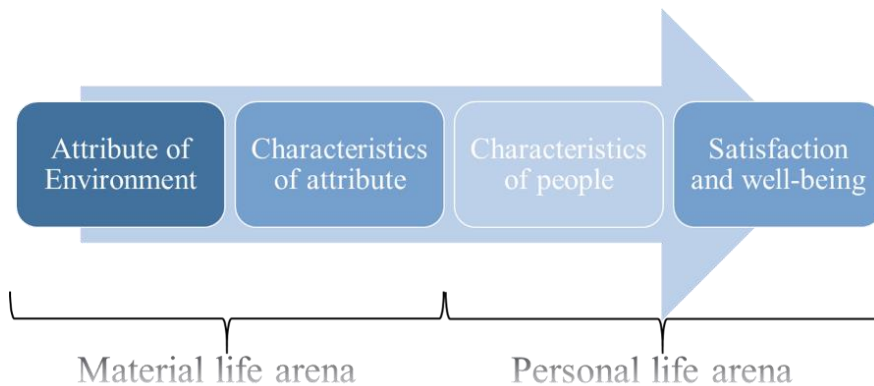 Attribute of
Environment
Characteristics
of attribute
Characteristics
of people
Satisfaction
and well-being
Material life arena
Personal life arena